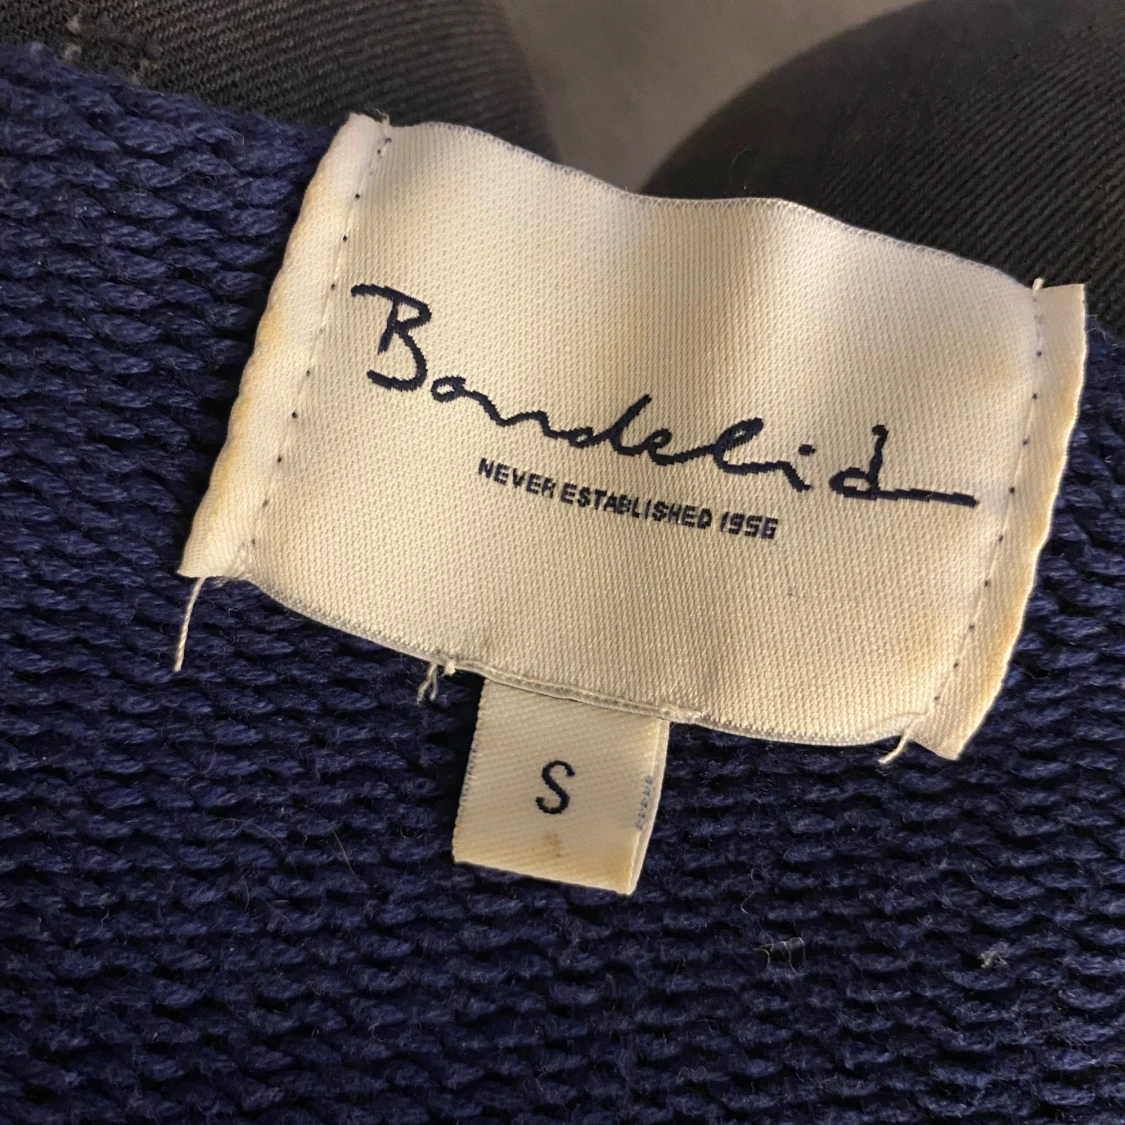 Bondelid
NEVER ESTABLISHED 1956
S